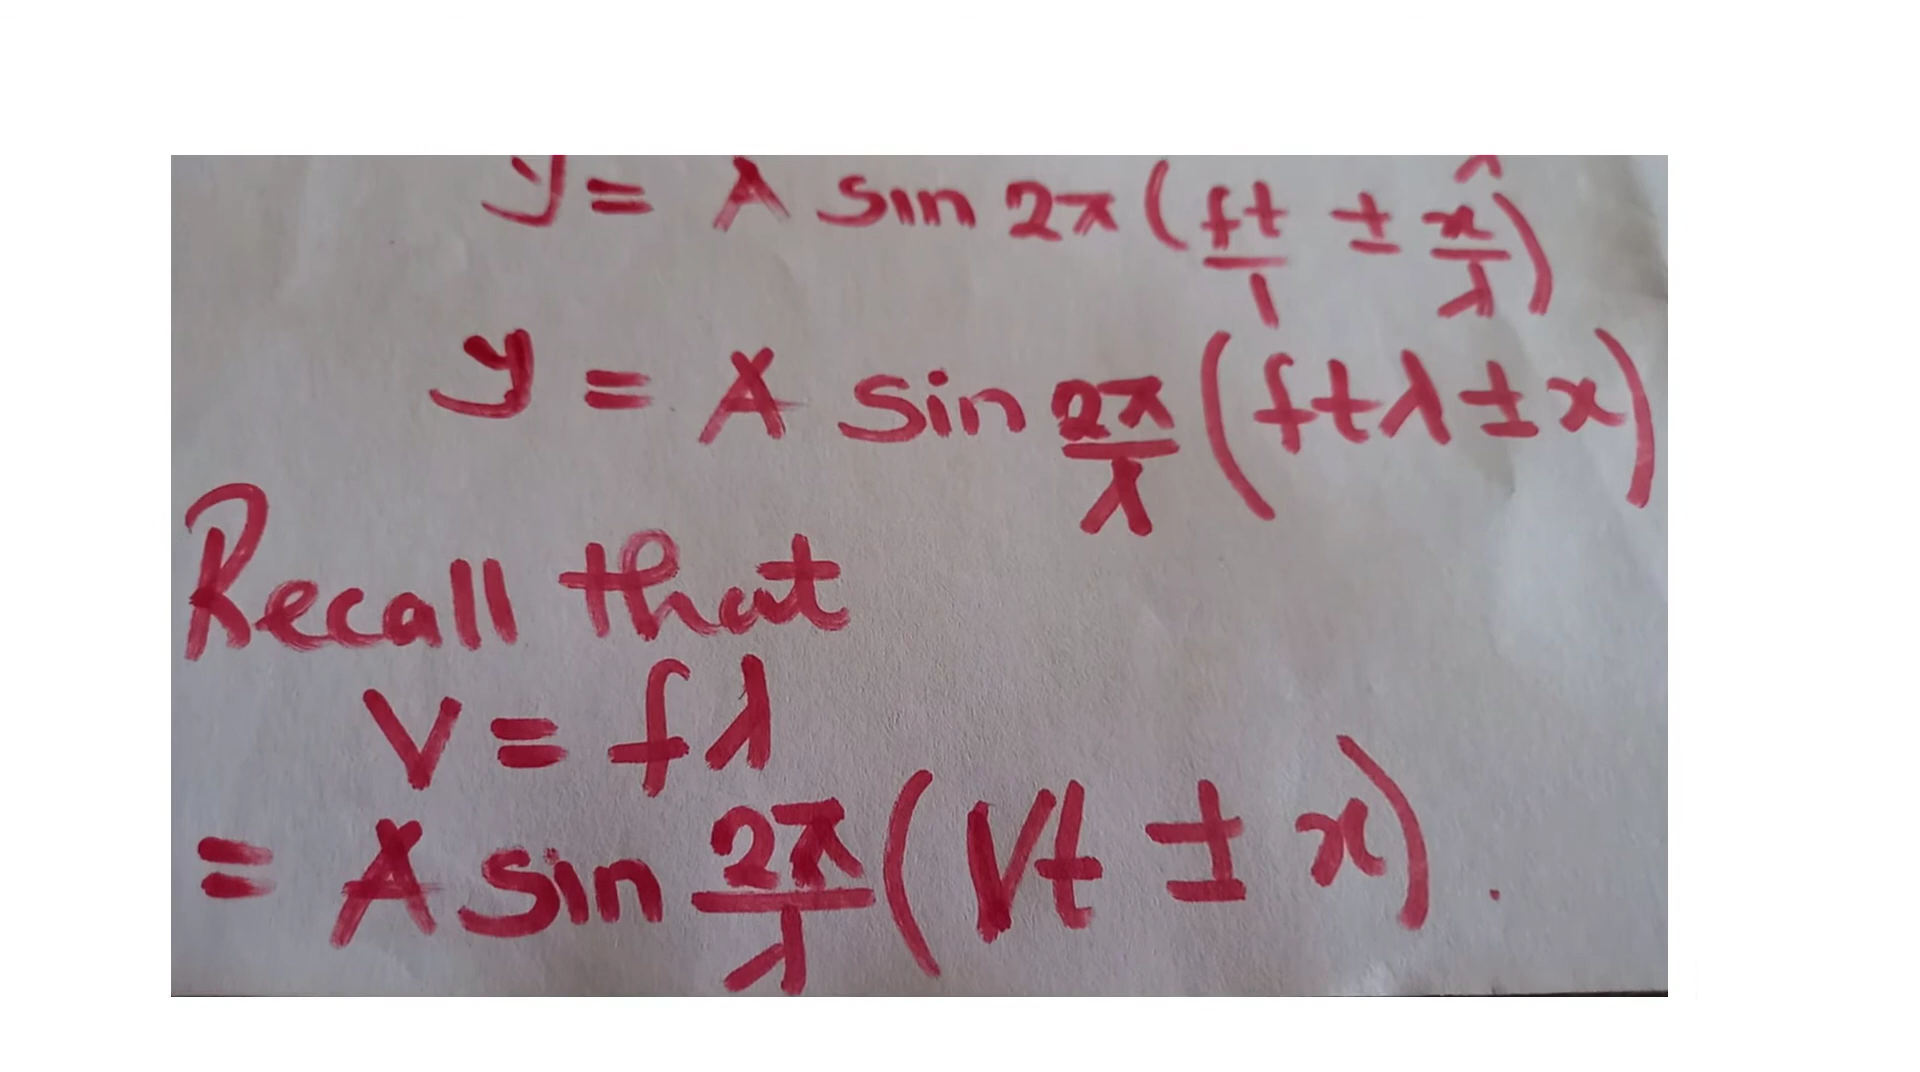 y = A sin 2π (ft/1 ± x/λ)
y = A sin 2π/λ (ftλ ± x)
Recall that
V = fλ
= A sin 2π/λ (Vt ± x).